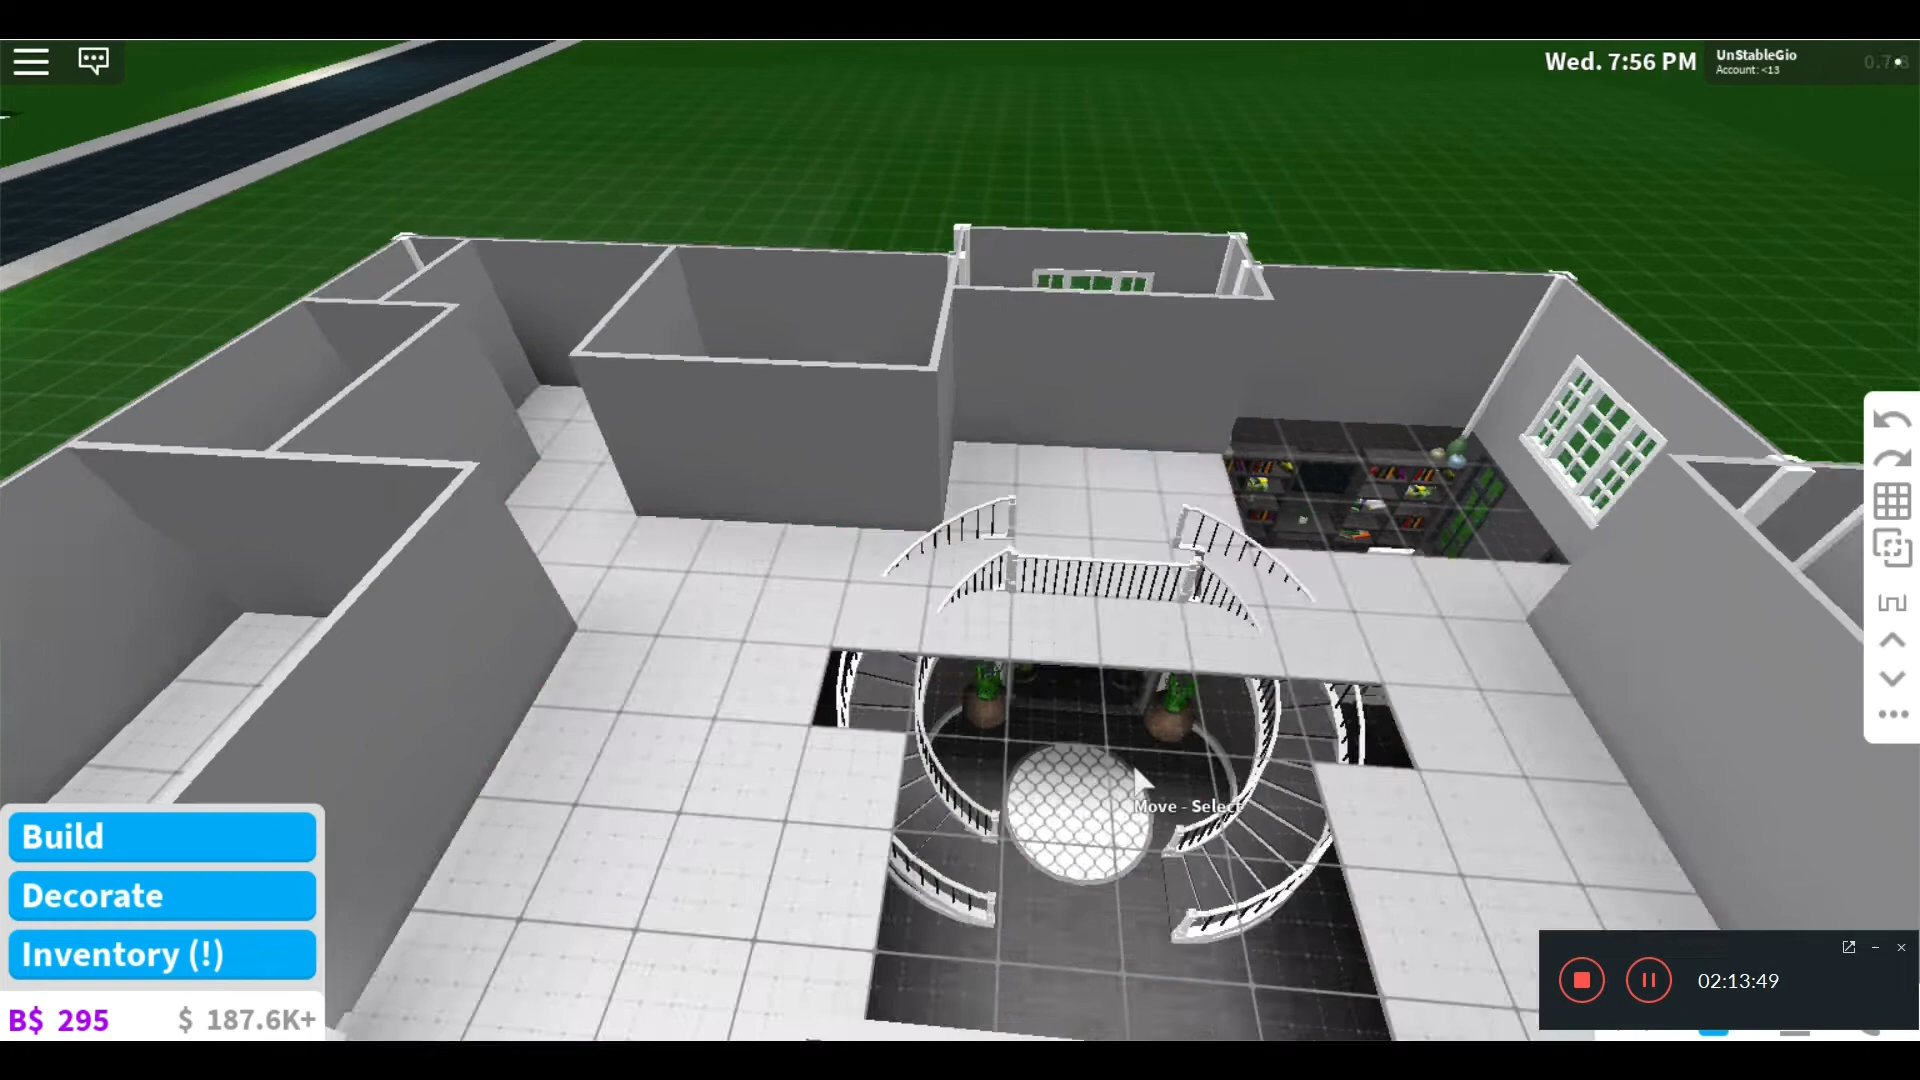 Wed. 7:56 PM
UnStableGio
Account: <13
Move - Select
Build
Decorate
Inventory (!)
B$ 295
$ 187.6K+
02:13:49